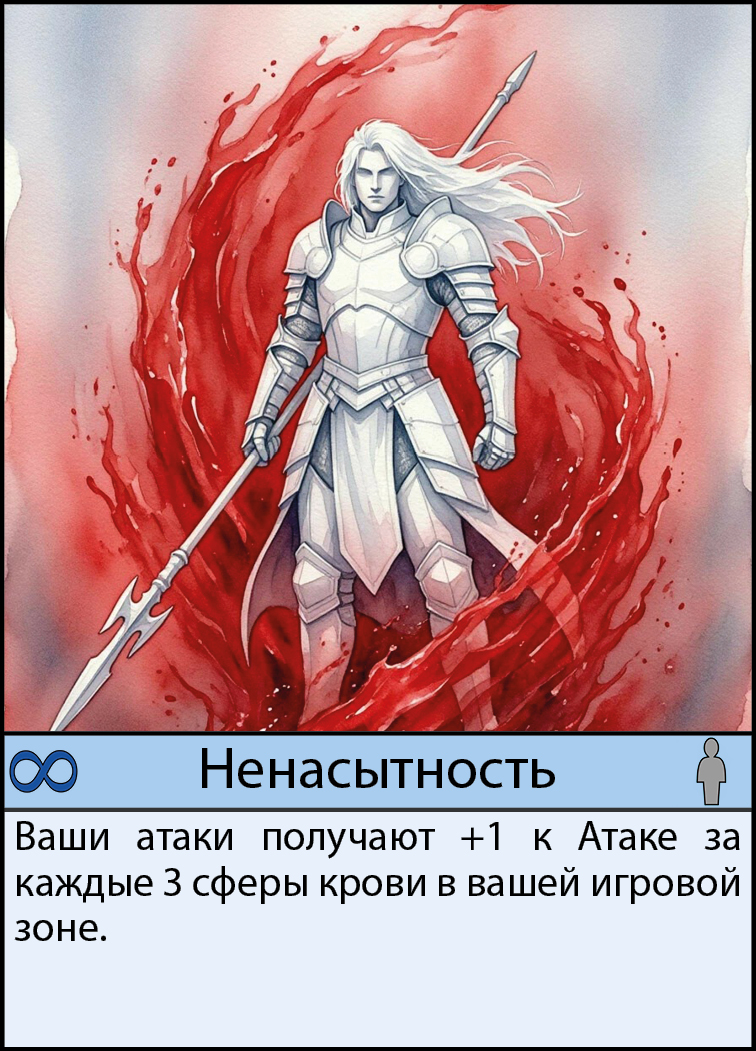 Ненасытность
Ваши атаки получают +1 к Атаке за
каждые 3 сферы крови в вашей игровой
зоне.